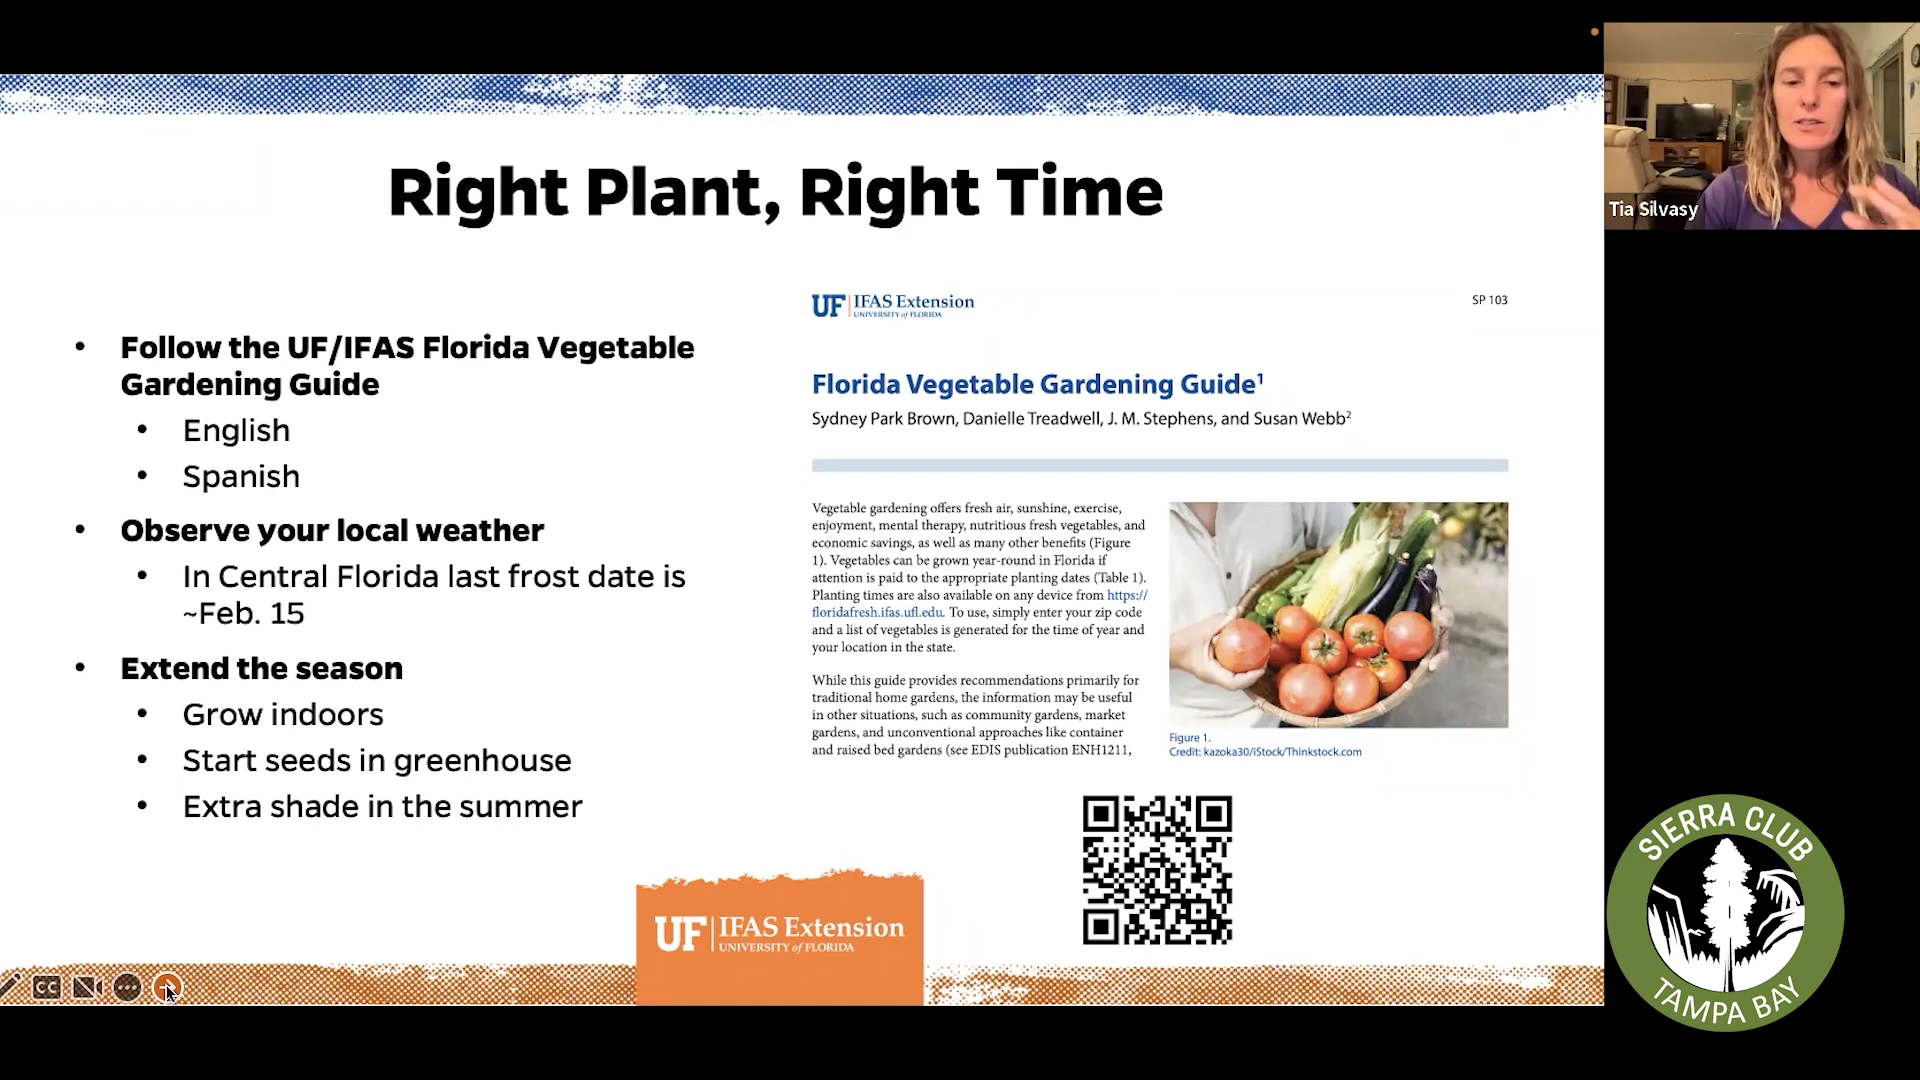 Right Plant, Right Time
• Follow the UF/IFAS Florida Vegetable
Gardening Guide
• English
• Spanish
• Observe your local weather
• In Central Florida last frost date is
~Feb. 15
• Extend the season
• Grow indoors
• Start seeds in greenhouse
• Extra shade in the summer
UF | IFAS Extension
UNIVERSITY of FLORIDA
SP 103
Florida Vegetable Gardening Guide¹
Sydney Park Brown, Danielle Treadwell, J. M. Stephens, and Susan Webb²
Vegetable gardening offers fresh air, sunshine, exercise,
enjoyment, mental therapy, nutritious fresh vegetables, and
economic savings, as well as many other benefits (Figure
1). Vegetables can be grown year-round in Florida if
attention is paid to the appropriate planting dates (Table 1).
Planting times are also available on any device from https://
floridafresh.ifas.ufl.edu. To use, simply enter your zip code
and a list of vegetables is generated for the time of year and
your location in the state.
While this guide provides recommendations primarily for
traditional home gardens, the information may be useful
in other situations, such as community gardens, market
gardens, and unconventional approaches like container
and raised bed gardens (see EDIS publication ENH1211,
Figure 1.
Credit: kazoka30/iStock/Thinkstock.com
UF | IFAS Extension
UNIVERSITY of FLORIDA
CC
Tia Silvasy
SIERRA CLUB
TAMPA BAY